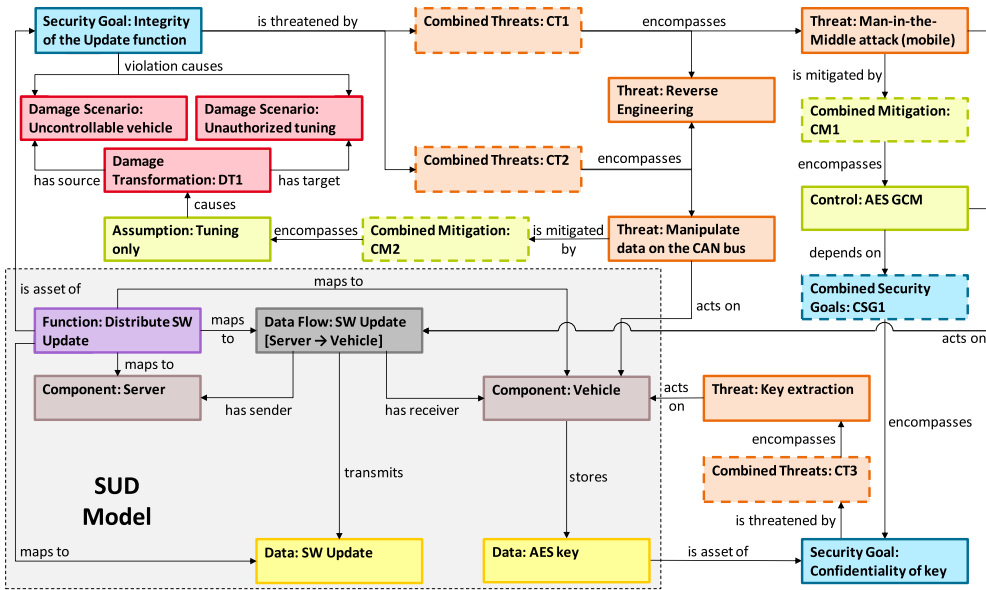 Security Goal: Integrity
of the Update function
is threatened by
Combined Threats: CT1
encompasses
Threat: Man-in-the-
Middle attack (mobile)
violation causes
is mitigated by
Damage Scenario:
Uncontrollable vehicle
Damage Scenario:
Unauthorized tuning
Threat: Reverse
Engineering
Combined Mitigation:
CM1
Damage
Transformation: DT1
has source
has target
Combined Threats: CT2
encompasses
encompasses
causes
Control: AES GCM
Assumption: Tuning
only
encompasses
Combined Mitigation:
CM2
is mitigated
by
Threat: Manipulate
data on the CAN bus
depends on
is asset of
maps to
Combined Security
Goals: CSG1
acts on
Function: Distribute SW
Update
maps
to
Data Flow: SW Update
[Server → Vehicle]
acts on
maps to
Component: Server
has sender
has receiver
Component: Vehicle
acts
on
Threat: Key extraction
encompasses
encompasses
transmits
stores
Combined Threats: CT3
SUD
Model
is threatened by
maps to
Data: SW Update
Data: AES key
is asset of
Security Goal:
Confidentiality of key